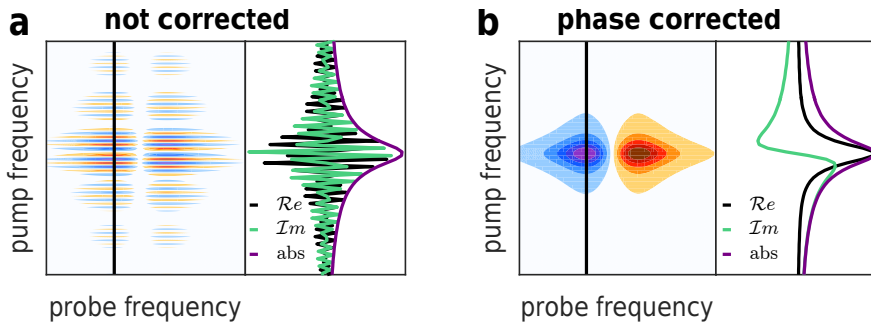 a not corrected
pump frequency
probe frequency
Re
Im
abs
b phase corrected
pump frequency
probe frequency
Re
Im
abs